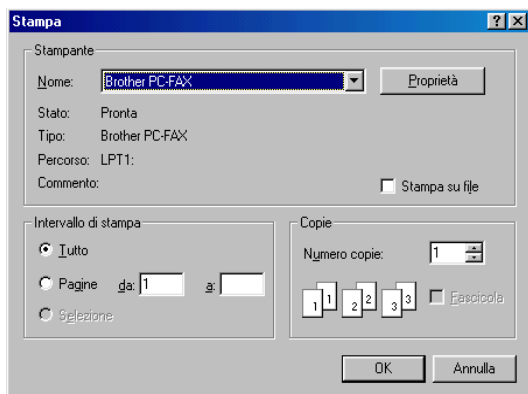 Stampa
Stampante
Nome: Brother PC-FAX Proprietà
Stato: Pronta
Tipo: Brother PC-FAX
Percorso: LPT1:
Commento: Stampa su file
Intervallo di stampa
Tutto
Pagine da: 1 a:
Selezione
Copie
Numero copie: 1
1 1 2 2 3 3 Fascicola
OK Annulla